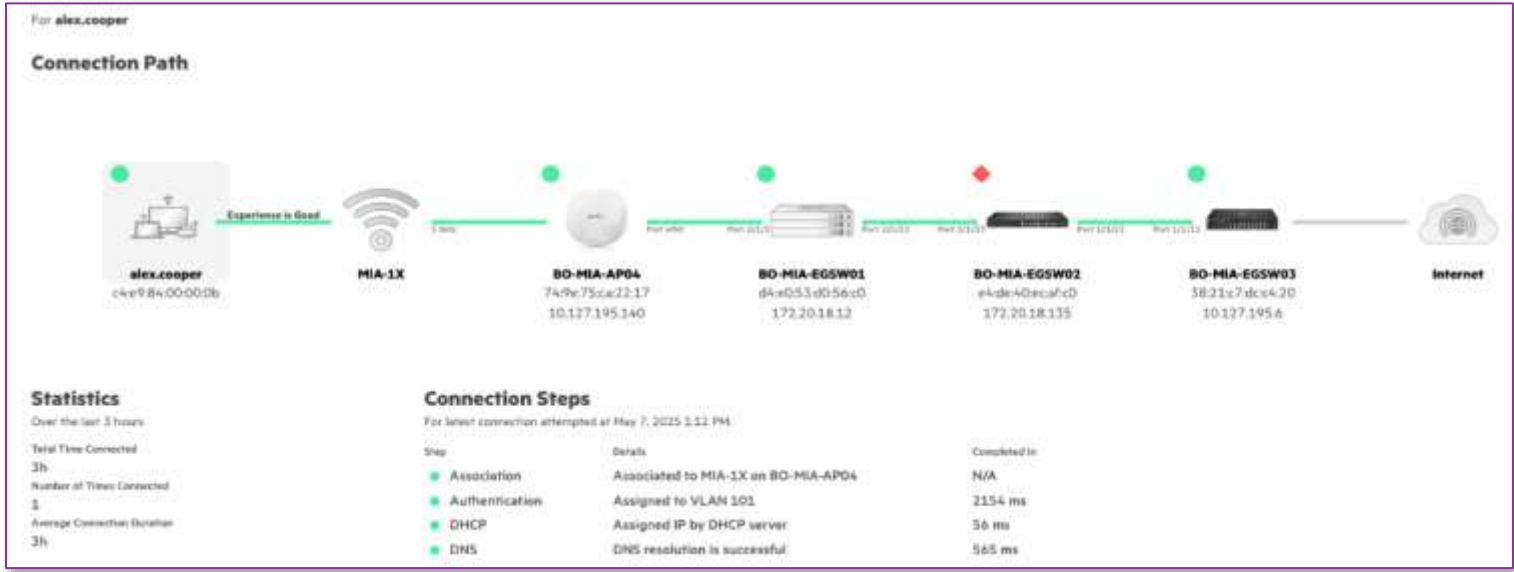 For alex.cooper
Connection Path
Experience is Good
5 GHz
alex.cooper
MIA-1X
BO-MIA-AP04
BO-MIA-EGSW01
BO-MIA-EGSW02
BO-MIA-EGSW03
Internet
c4:e9:84:00:00:0b
74:9e:75:ca:22:17
d4:e0:53:d0:56:c0
e4:de:40:ec:af:c0
38:21:c7:dc:c4:20
10.127.195.140
172.20.18.12
172.20.18.135
10.127.195.6
Statistics
Over the last 3 hours
Total Time Connected
3h
Number of Times Connected
1
Average Connection Duration
3h
Connection Steps
For latest connection attempted at May 7, 2025 1:12 PM.
Step Details Completed In
Association Associated to MIA-1X on BO-MIA-AP04 N/A
Authentication Assigned to VLAN 101 2154 ms
DHCP Assigned IP by DHCP server 56 ms
DNS DNS resolution is successful 565 ms